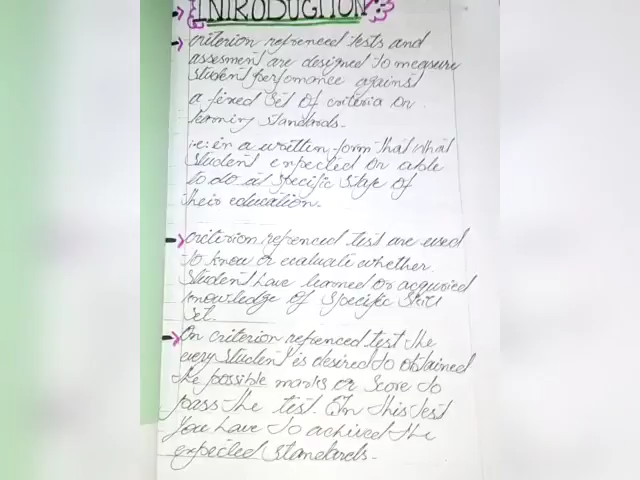 INTRODUCTION
criterion refrenced tests and
assesment are designed to measure
student perfomance against
a fixed set of criteria or
learning standards.
i.e: in a written form that what
student expected or able
to do at specific stage of
their education.
criterion refrenced test are used
to know or evaluate whether
student have learned or acquired
knowledge of specific skill
set.
On criterion refrenced test the
every student is desired to obtained
the possible marks or score to
pass the test. In this test
you have to achived the
expected standards.